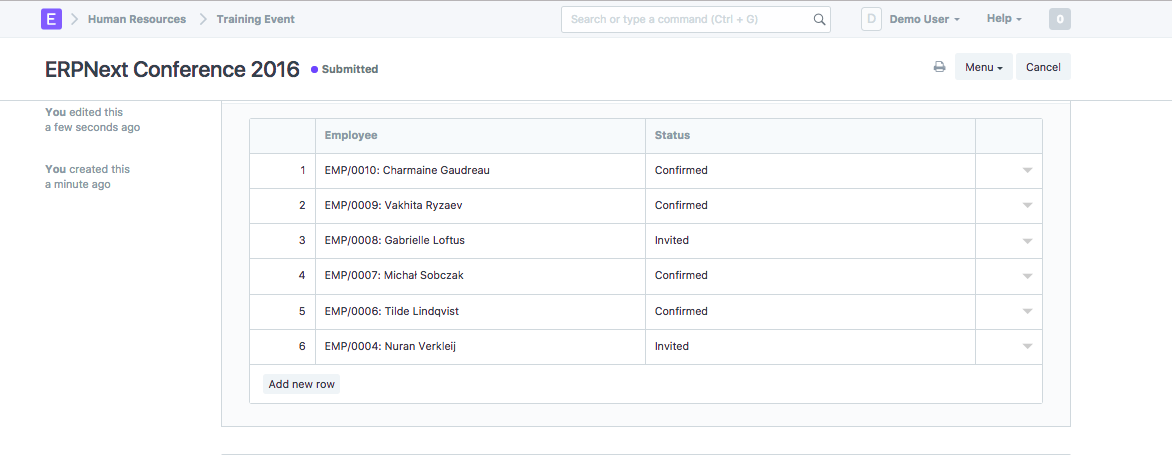 E Human Resources Training Event Search or type a command (Ctrl + G) D Demo User Help 0
ERPNext Conference 2016 Submitted Menu Cancel
You edited this
a few seconds ago
You created this
a minute ago
Employee Status
1 EMP/0010: Charmaine Gaudreau Confirmed
2 EMP/0009: Vakhita Ryzaev Confirmed
3 EMP/0008: Gabrielle Loftus Invited
4 EMP/0007: Michał Sobczak Confirmed
5 EMP/0006: Tilde Lindqvist Confirmed
6 EMP/0004: Nuran Verkleij Invited
Add new row